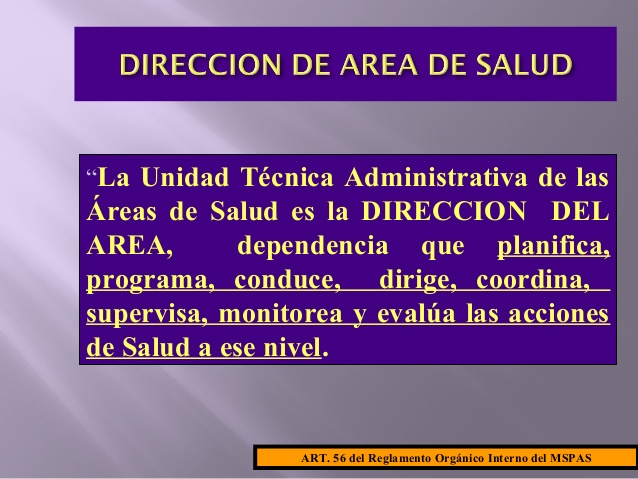 DIRECCION DE AREA DE SALUD
“La Unidad Técnica Administrativa de las
Áreas de Salud es la DIRECCION DEL
AREA, dependencia que planifica,
programa, conduce, dirige, coordina,
supervisa, monitorea y evalúa las acciones
de Salud a ese nivel.
ART. 56 del Reglamento Orgánico Interno del MSPAS